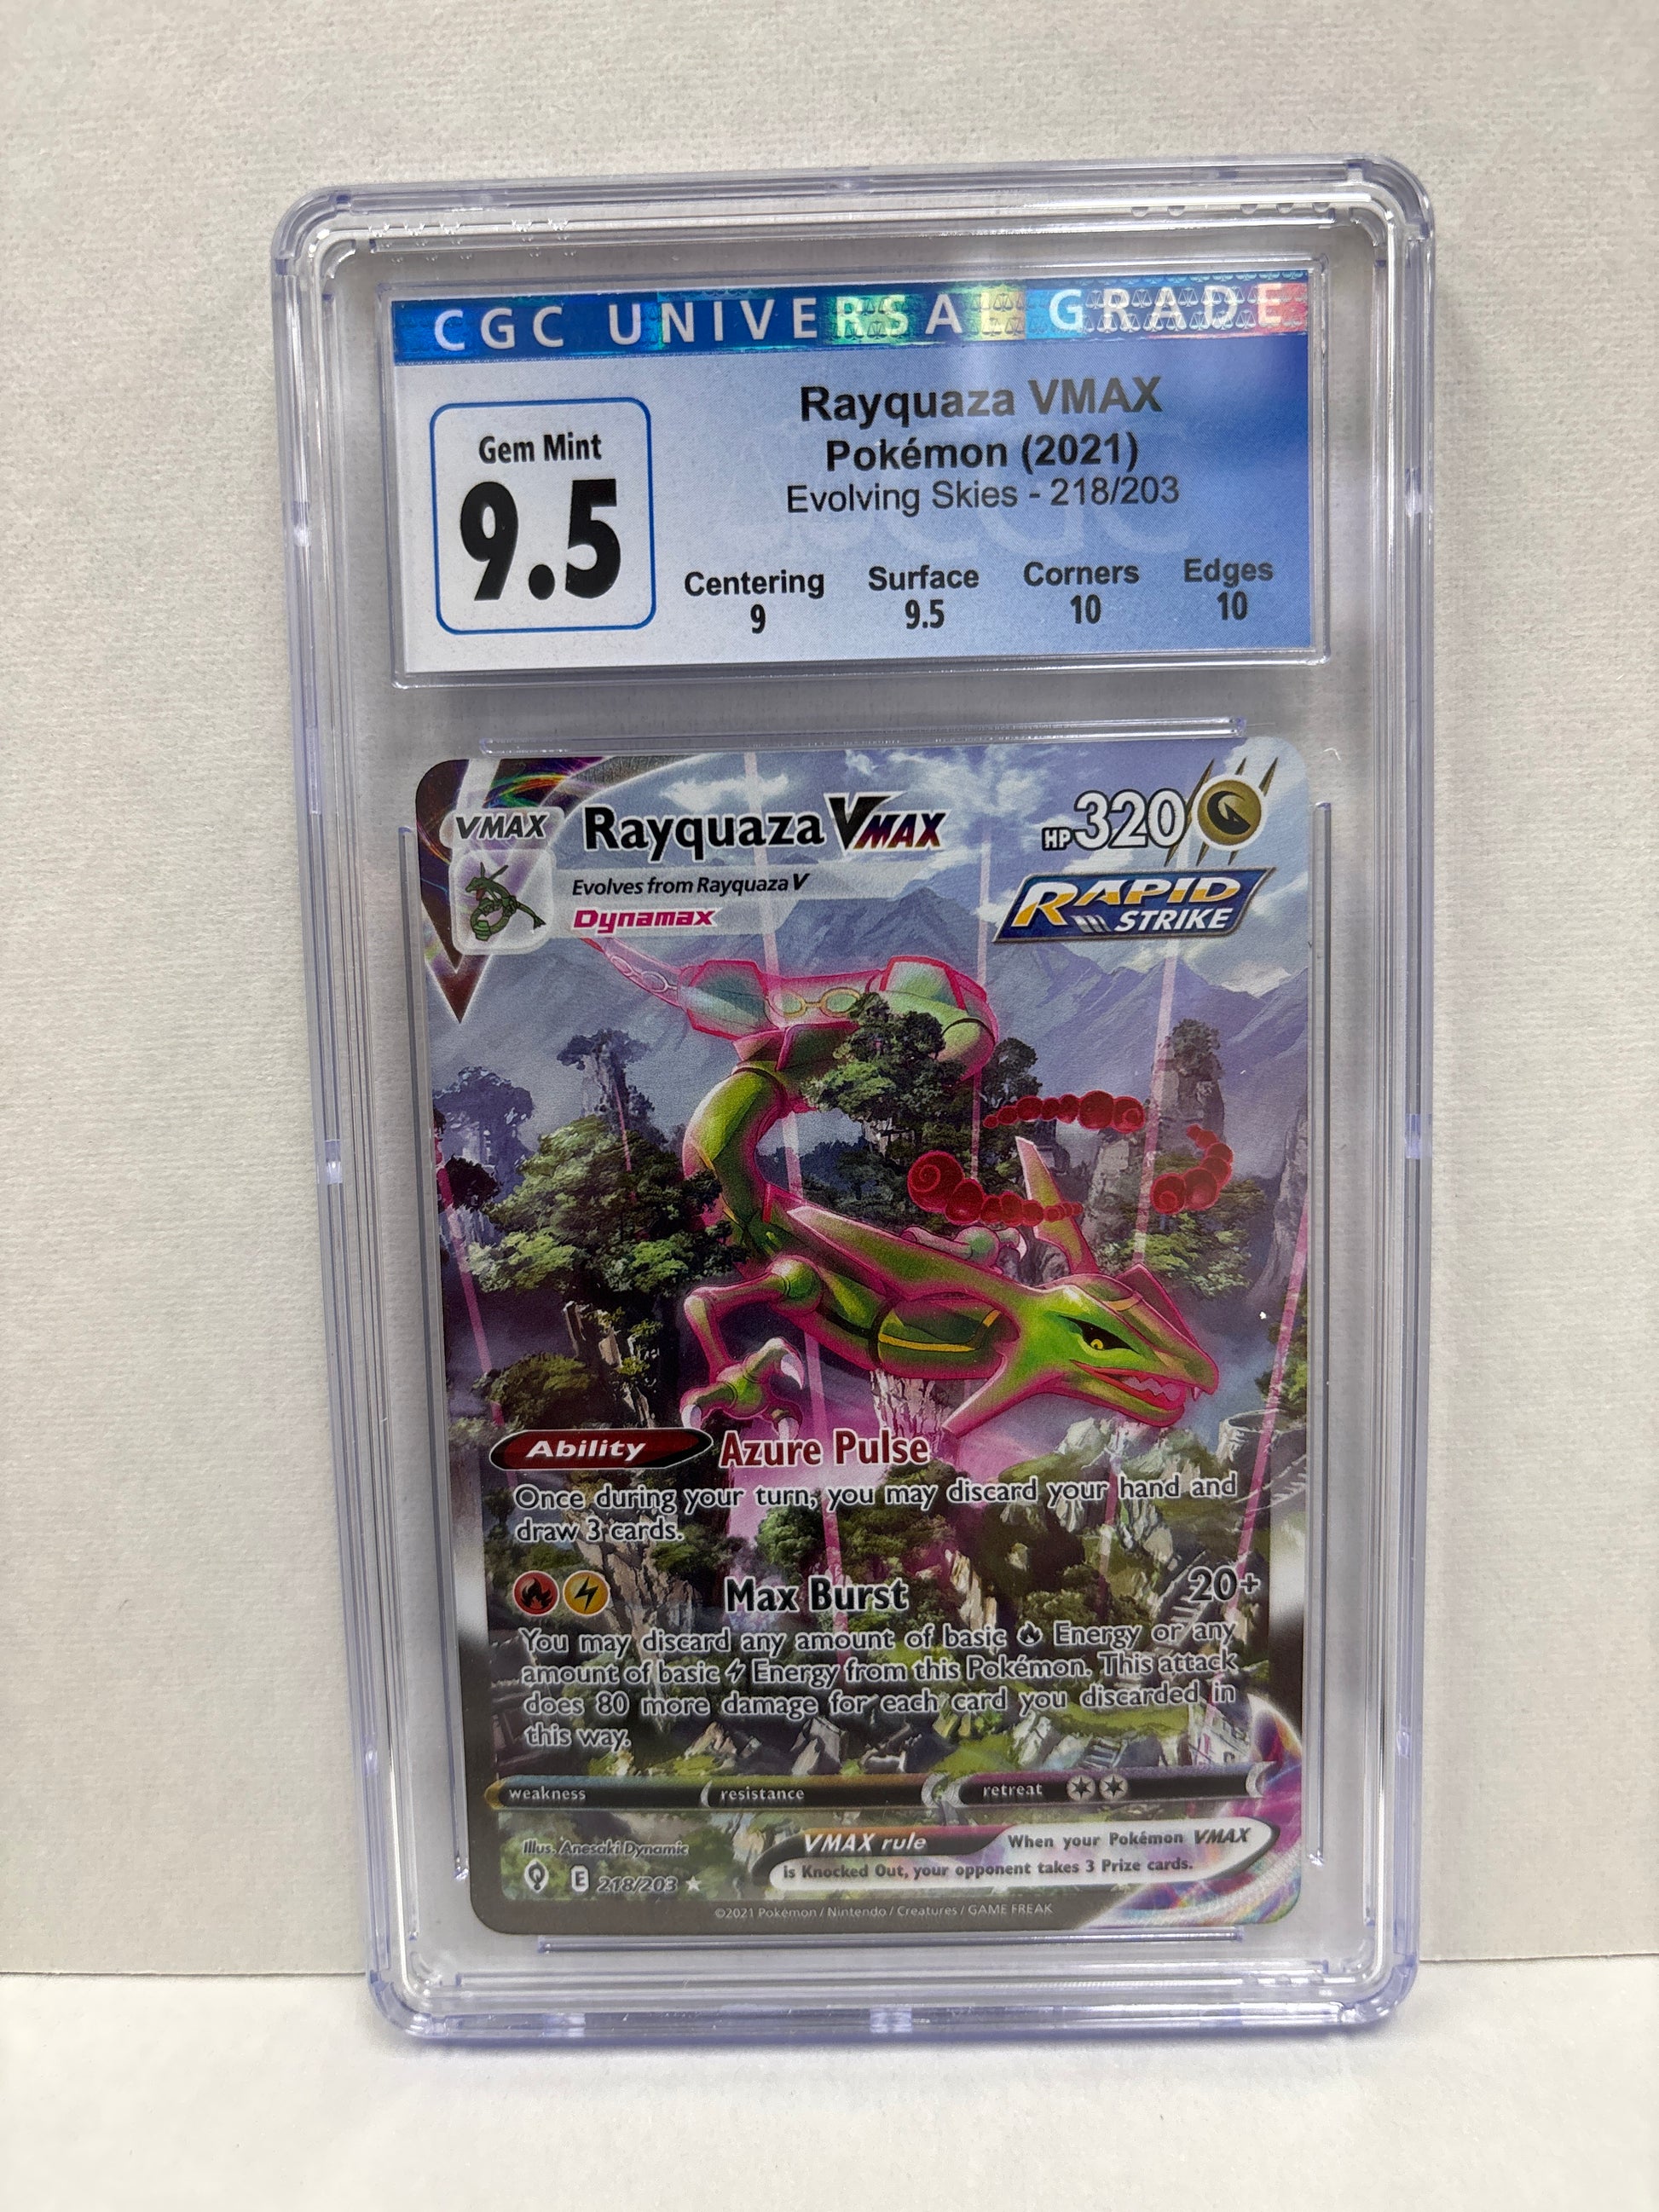 CGC UNIVERSAL GRADE
Gem Mint
9.5
Rayquaza VMAX
Pokémon (2021)
Evolving Skies - 218/203
Centering Surface Corners Edges
9 9.5 10 10
VMAX Rayquaza VMAX HP 320
Evolves from Rayquaza V
Dynamax
RAPID
STRIKE
Ability Azure Pulse
Once during your turn, you may discard your hand and
draw 3 cards.
Max Burst 20+
You may discard any amount of basic Energy or any
amount of basic Energy from this Pokémon. This attack
does 80 more damage for each card you discarded in
this way.
weakness resistance retreat
Illus. Anesaki Dynamic
E 218/203
VMAX rule When your Pokémon VMAX
is Knocked Out, your opponent takes 3 Prize cards.
©2021 Pokémon / Nintendo / Creatures / GAME FREAK